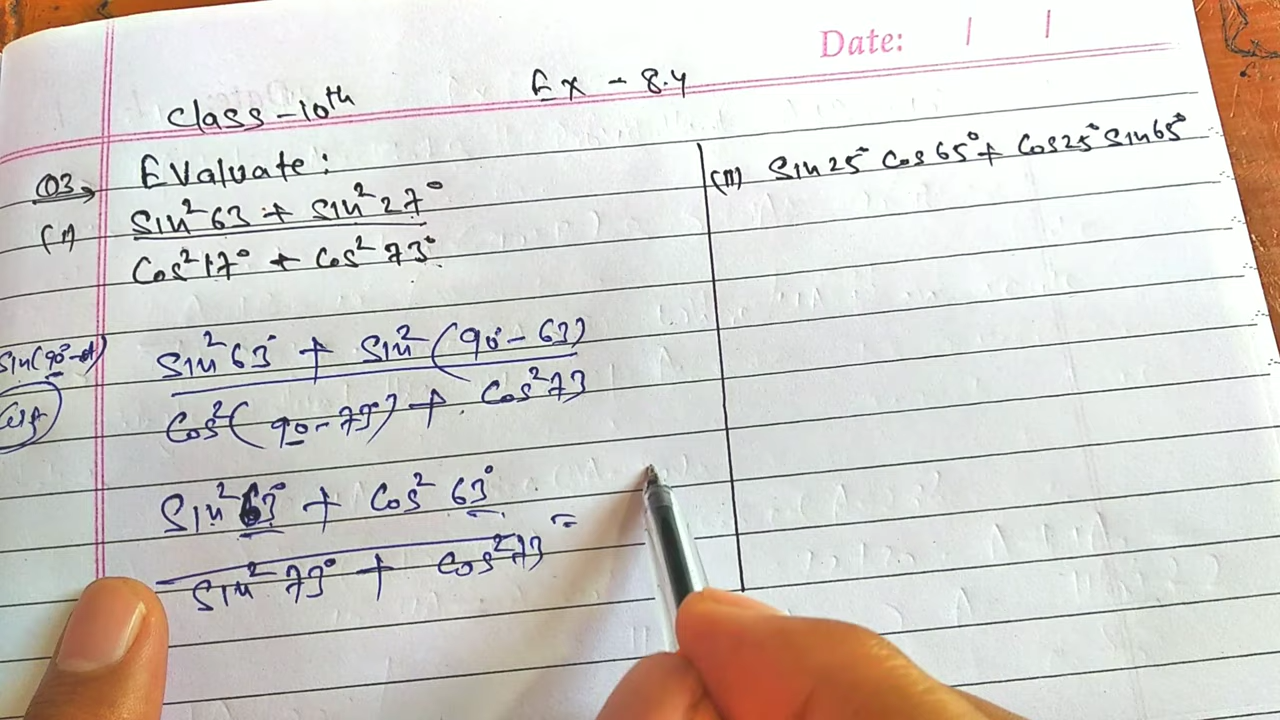 Date: / /
Class - 10th Ex - 8.4
Q3→ Evaluate:
(i) Sin²63 + Sin²27°
Cos²17° + Cos²73°
(ii) Sin25° Cos65° + Cos25° Sin65°
Sin²63° + Sin²(90° - 63)
Sin(90°-
Cos²(90 - 73°) + Cos²73
Sin²63° + Cos²63° =
Sin²73° + Cos²73